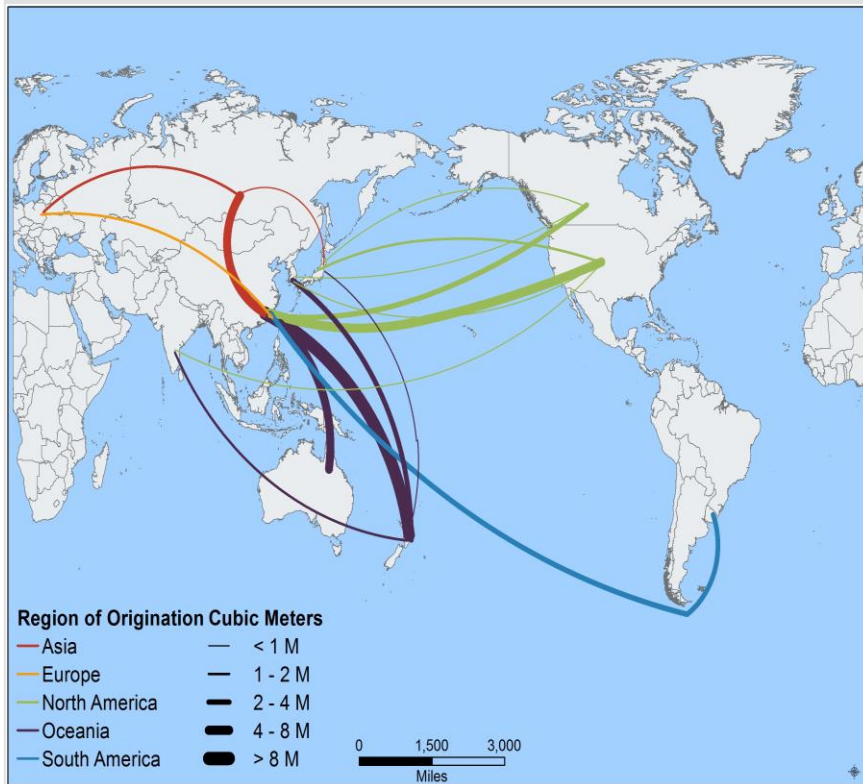 Region of Origination Cubic Meters
Asia < 1 M
Europe 1 - 2 M
North America 2 - 4 M
Oceania 4 - 8 M
South America > 8 M
0 1,500 3,000
Miles